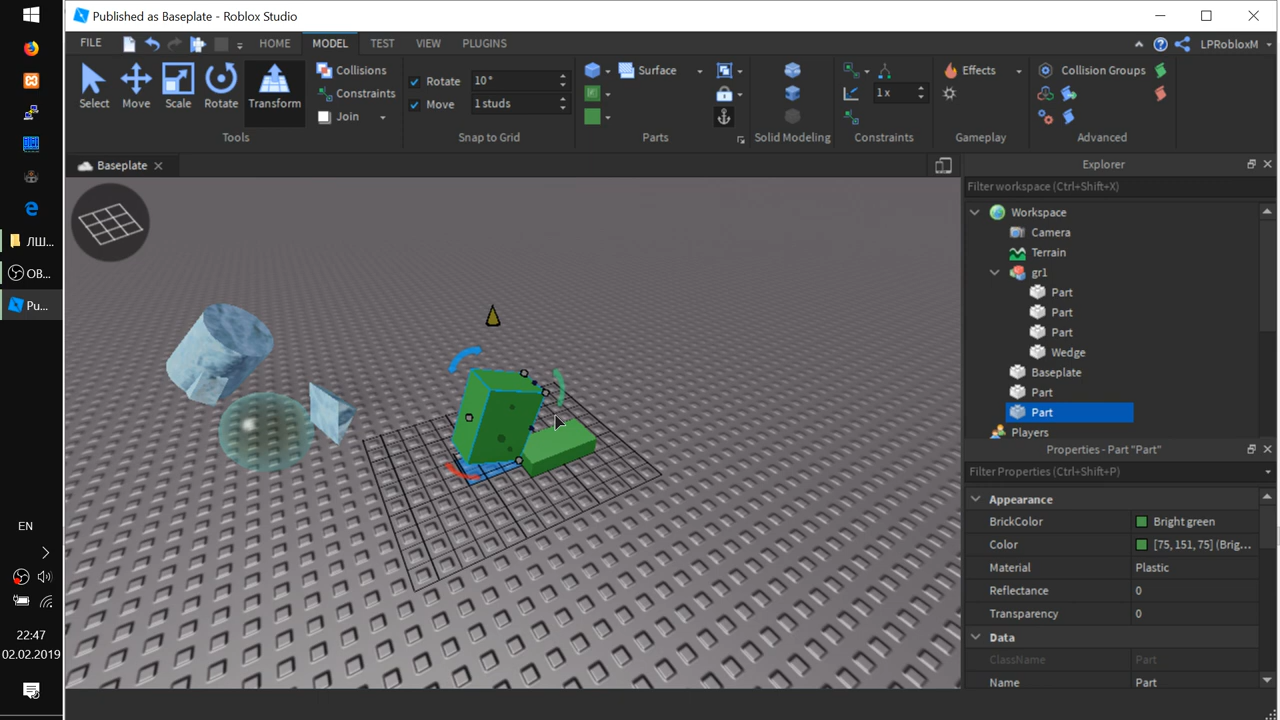 Published as Baseplate - Roblox Studio
FILE HOME MODEL TEST VIEW PLUGINS LPRobloxM
Select Move Scale Rotate Transform
Collisions
Constraints
Join
Tools
Rotate 10°
Move 1 studs
Snap to Grid
Surface
Parts
Solid Modeling
1 x
Constraints
Effects
Gameplay
Collision Groups
Advanced
Baseplate
Explorer
Filter workspace (Ctrl+Shift+X)
Workspace
Camera
Terrain
gr1
Part
Part
Part
Wedge
Baseplate
Part
Part
Players
Properties - Part "Part"
Filter Properties (Ctrl+Shift+P)
Appearance
BrickColor Bright green
Color [75, 151, 75] (Brig...
Material Plastic
Reflectance 0
Transparency 0
Data
ClassName Part
Name Part
ЛШ...
OB...
Pu...
EN
22:47
02.02.2019